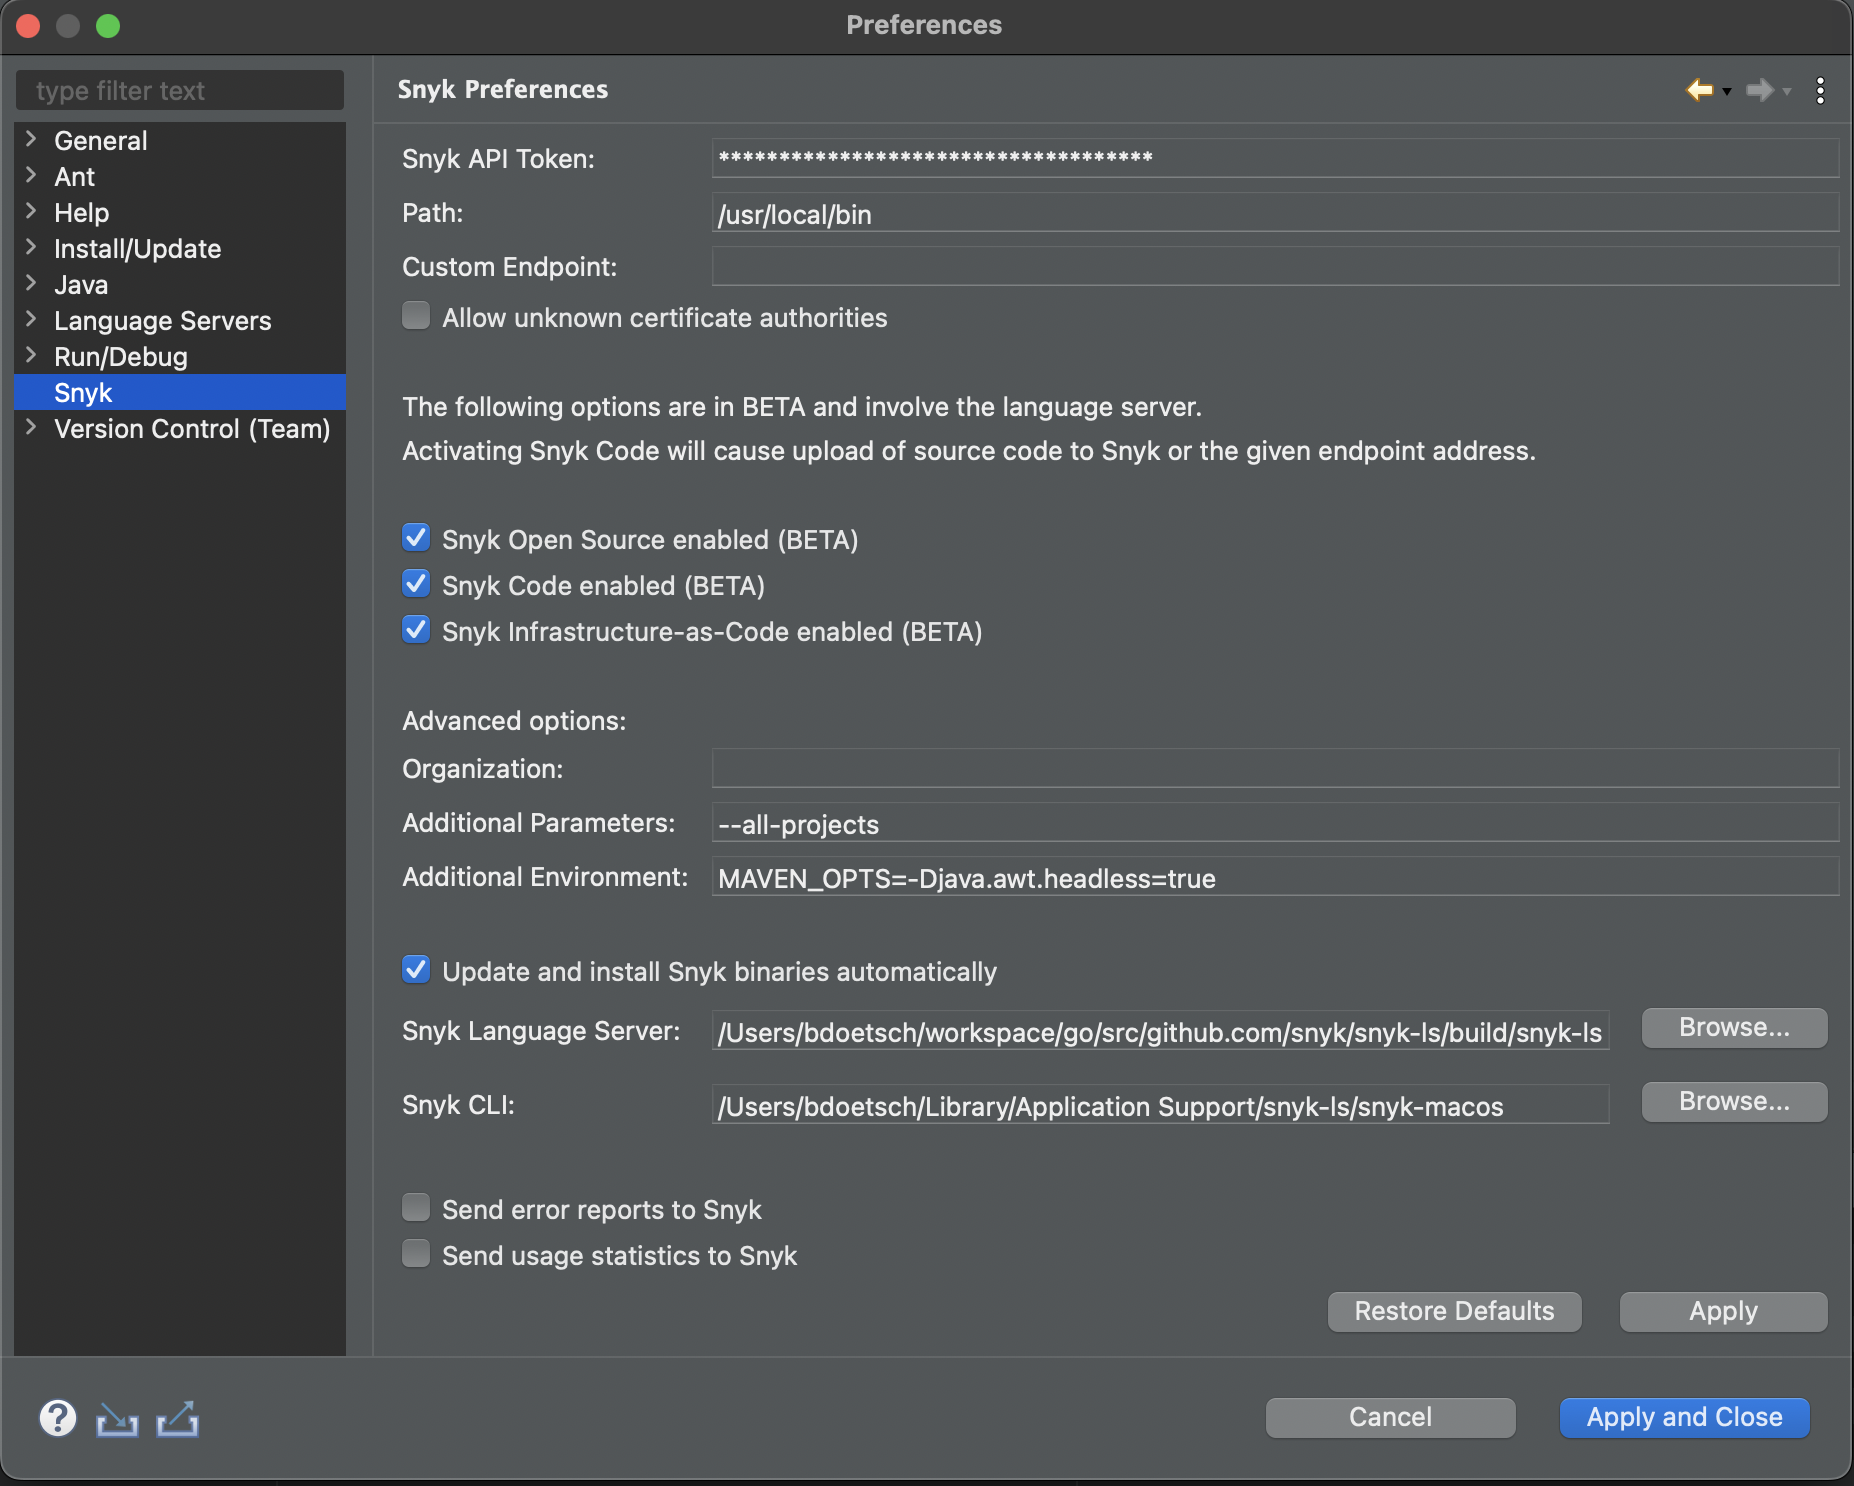 Preferences
type filter text
General
Ant
Help
Install/Update
Java
Language Servers
Run/Debug
Snyk
Version Control (Team)
Snyk Preferences
Snyk API Token: ************************************
Path: /usr/local/bin
Custom Endpoint:
Allow unknown certificate authorities
The following options are in BETA and involve the language server.
Activating Snyk Code will cause upload of source code to Snyk or the given endpoint address.
Snyk Open Source enabled (BETA)
Snyk Code enabled (BETA)
Snyk Infrastructure-as-Code enabled (BETA)
Advanced options:
Organization:
Additional Parameters: --all-projects
Additional Environment: MAVEN_OPTS=-Djava.awt.headless=true
Update and install Snyk binaries automatically
Snyk Language Server: /Users/bdoetsch/workspace/go/src/github.com/snyk/snyk-ls/build/snyk-ls Browse...
Snyk CLI: /Users/bdoetsch/Library/Application Support/snyk-ls/snyk-macos Browse...
Send error reports to Snyk
Send usage statistics to Snyk
Restore Defaults Apply
? Cancel Apply and Close